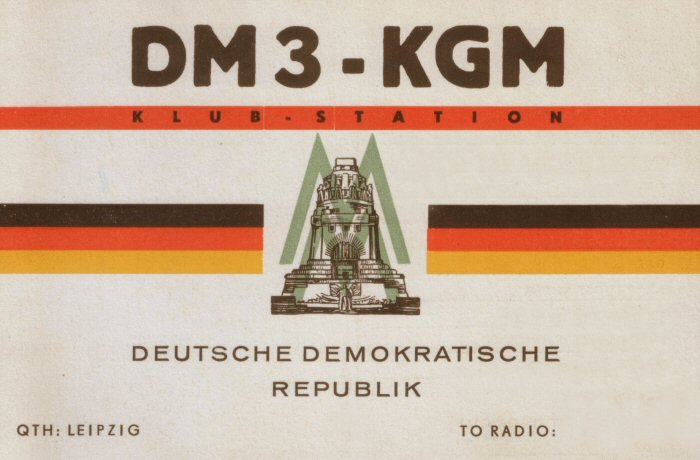 DM 3 - KGM
KLUB - STATION
DEUTSCHE DEMOKRATISCHE
REPUBLIK
QTH: LEIPZIG
TO RADIO: